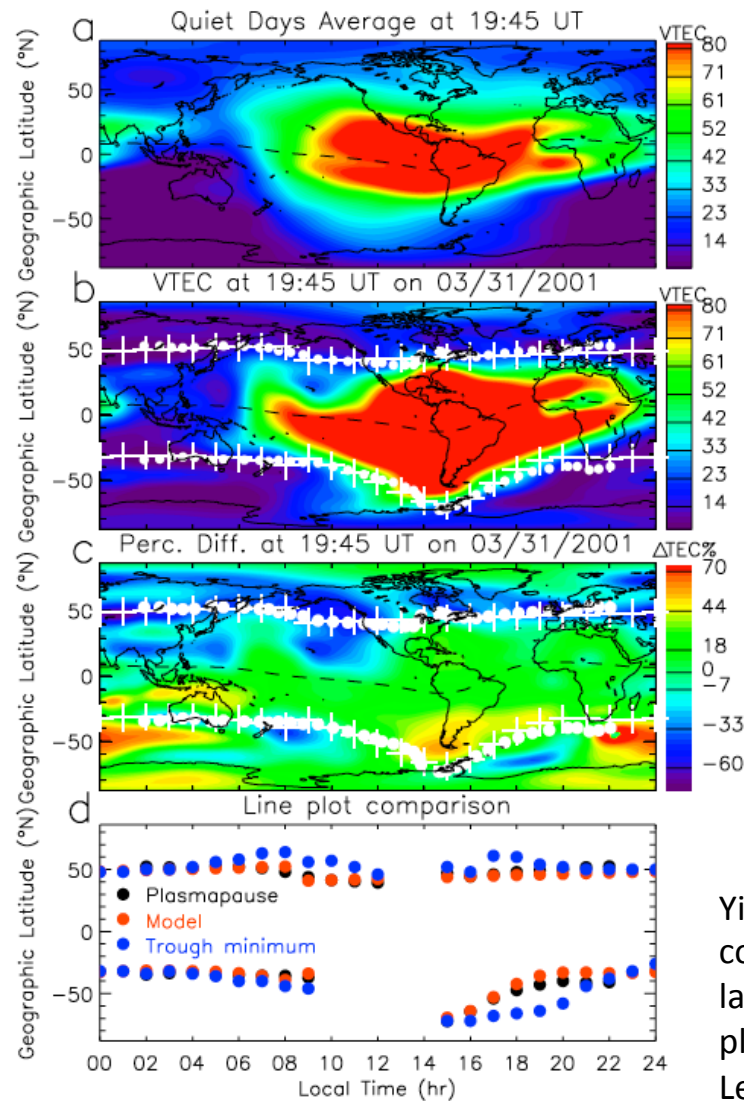 a
Quiet Days Average at 19:45 UT
VTEC
80
71
61
52
42
33
23
14
Geographic Latitude (°N)
50
0
−50
b
VTEC at 19:45 UT on 03/31/2001
VTEC
80
71
61
52
42
33
23
14
Geographic Latitude (°N)
50
0
−50
c
Perc. Diff. at 19:45 UT on 03/31/2001
ΔTEC%
70
44
18
0
−7
−33
−60
Geographic Latitude (°N)
50
0
−50
d
Line plot comparison
Geographic Latitude (°N)
50
0
−50
Plasmapause
Model
Trough minimum
00 02 04 06 08 10 12 14 16 18 20 22 24
Local Time (hr)
Yi
co
la
pl
Le